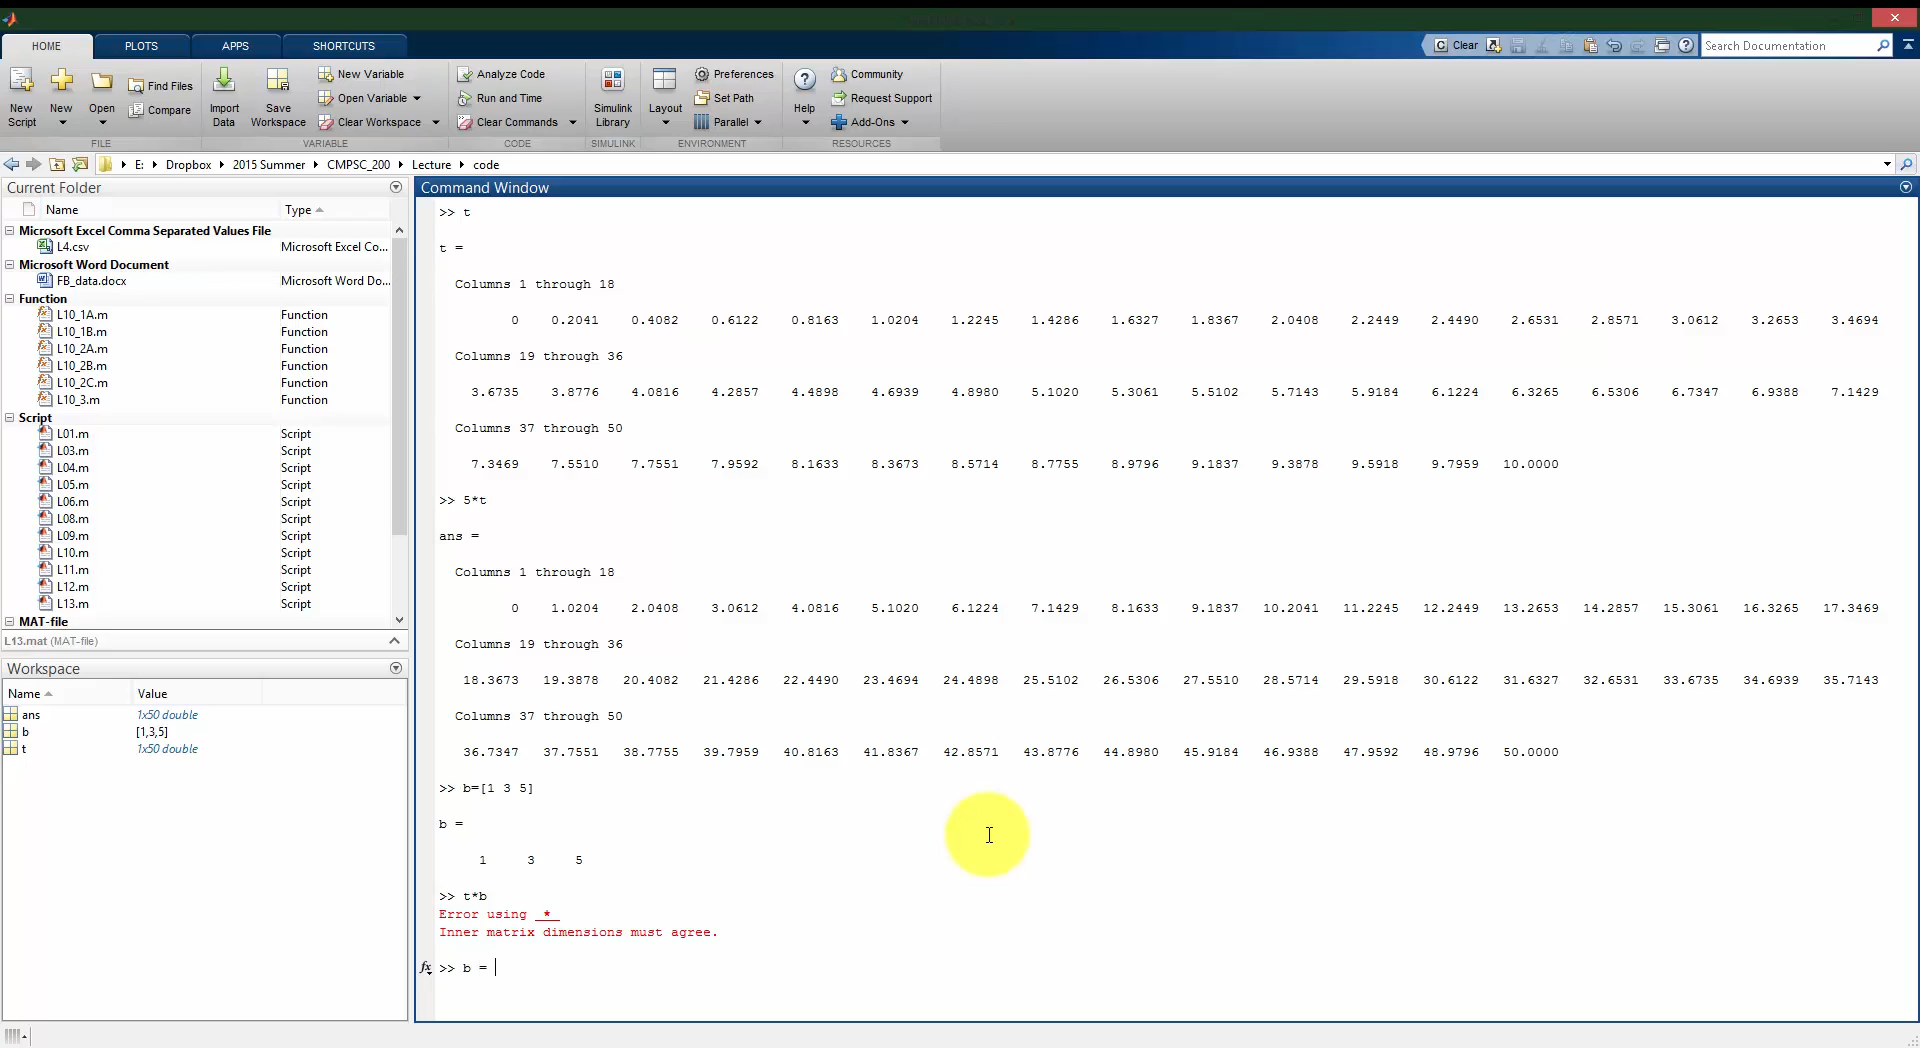 HOME PLOTS APPS SHORTCUTS
Clear Search Documentation
New Script
New
Open
Find Files
Compare
FILE
Import Data
Save Workspace
New Variable
Open Variable
Clear Workspace
VARIABLE
Analyze Code
Run and Time
Clear Commands
CODE
Simulink Library
SIMULINK
Layout
Preferences
Set Path
Parallel
ENVIRONMENT
Help
Community
Request Support
Add-Ons
RESOURCES
E: Dropbox 2015 Summer CMPSC_200 Lecture code
Current Folder
Name Type
Microsoft Excel Comma Separated Values File
L4.csv Microsoft Excel Co...
Microsoft Word Document
FB_data.docx Microsoft Word Do...
Function
L10_1A.m Function
L10_1B.m Function
L10_2A.m Function
L10_2B.m Function
L10_2C.m Function
L10_3.m Function
Script
L01.m Script
L03.m Script
L04.m Script
L05.m Script
L06.m Script
L08.m Script
L09.m Script
L10.m Script
L11.m Script
L12.m Script
L13.m Script
MAT-file
L13.mat (MAT-file)
Workspace
Name Value
ans 1x50 double
b [1,3,5]
t 1x50 double
Command Window
>> t
t =
Columns 1 through 18
0 0.2041 0.4082 0.6122 0.8163 1.0204 1.2245 1.4286 1.6327 1.8367 2.0408 2.2449 2.4490 2.6531 2.8571 3.0612 3.2653 3.4694
Columns 19 through 36
3.6735 3.8776 4.0816 4.2857 4.4898 4.6939 4.8980 5.1020 5.3061 5.5102 5.7143 5.9184 6.1224 6.3265 6.5306 6.7347 6.9388 7.1429
Columns 37 through 50
7.3469 7.5510 7.7551 7.9592 8.1633 8.3673 8.5714 8.7755 8.9796 9.1837 9.3878 9.5918 9.7959 10.0000
>> 5*t
ans =
Columns 1 through 18
0 1.0204 2.0408 3.0612 4.0816 5.1020 6.1224 7.1429 8.1633 9.1837 10.2041 11.2245 12.2449 13.2653 14.2857 15.3061 16.3265 17.3469
Columns 19 through 36
18.3673 19.3878 20.4082 21.4286 22.4490 23.4694 24.4898 25.5102 26.5306 27.5510 28.5714 29.5918 30.6122 31.6327 32.6531 33.6735 34.6939 35.7143
Columns 37 through 50
36.7347 37.7551 38.7755 39.7959 40.8163 41.8367 42.8571 43.8776 44.8980 45.9184 46.9388 47.9592 48.9796 50.0000
>> b=[1 3 5]
b =
1 3 5
>> t*b
Error using *
Inner matrix dimensions must agree.
fx >> b =